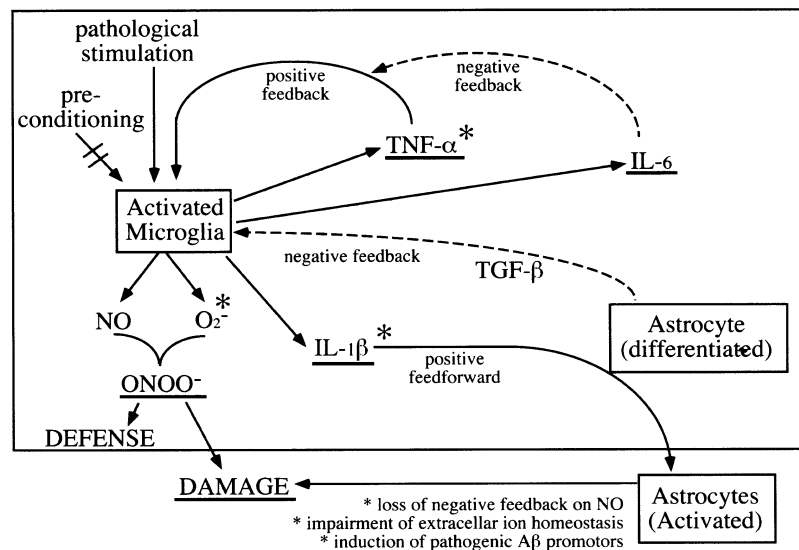 pathological
stimulation
pre-
conditioning
positive
feedback
negative
feedback
TNF-α*
IL-6
Activated
Microglia
negative feedback
TGF-β
NO
O₂-*
IL-1β*
positive
feedforward
Astrocyte
(differentiated)
ONOO-
DEFENSE
DAMAGE
Astrocytes
(Activated)
* loss of negative feedback on NO
* impairment of extracellar ion homeostasis
* induction of pathogenic Aβ promotors